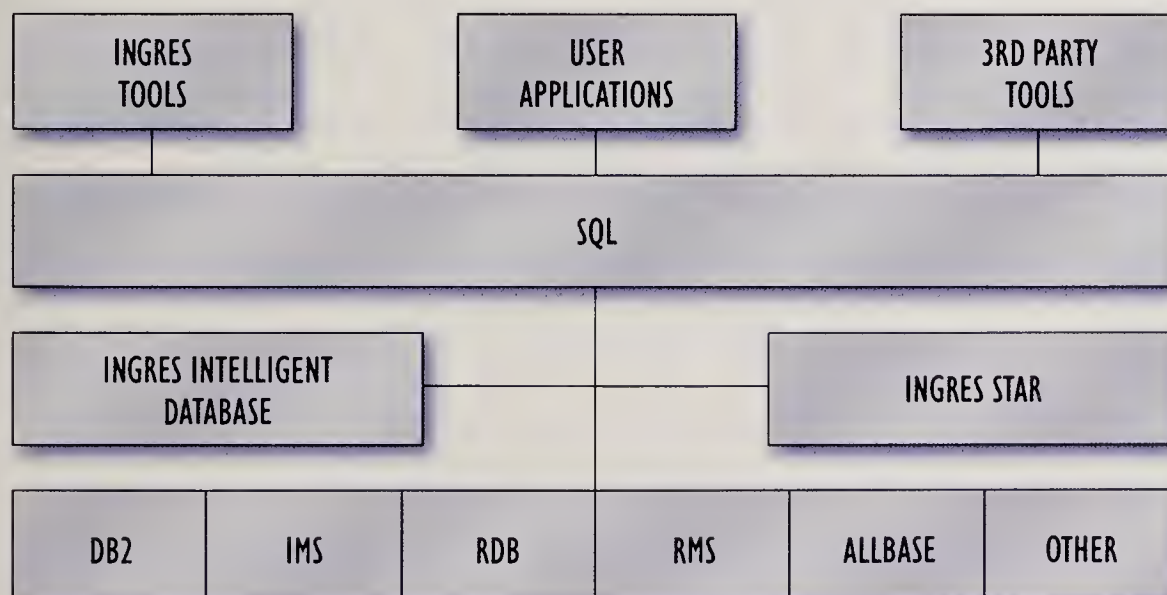 INGRES
TOOLS
USER
APPLICATIONS
3RD PARTY
TOOLS
SQL
INGRES INTELLIGENT
DATABASE
INGRES STAR
DB2
IMS
RDB
RMS
ALLBASE
OTHER